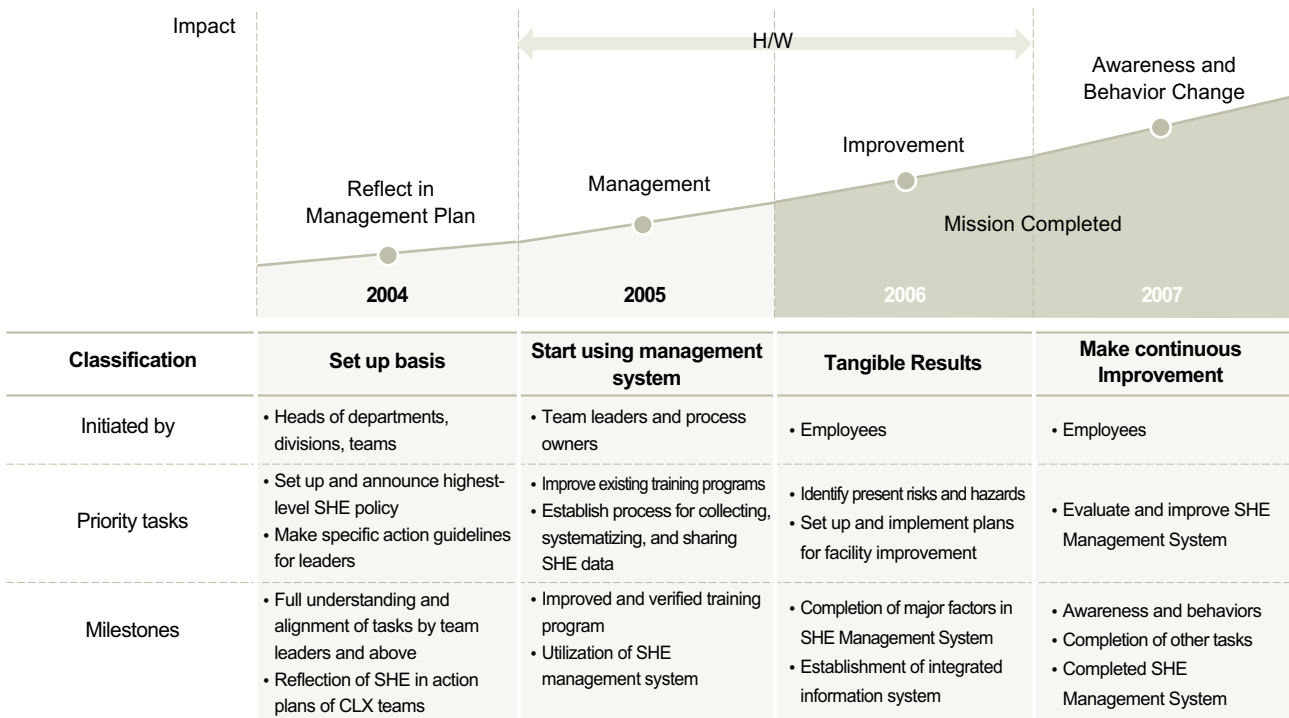 Impact
H/W
Awareness and
Behavior Change
Improvement
Reflect in
Management Plan
Management
Mission Completed
2004
2005
2006
2007
Classification
Set up basis
Start using management
system
Tangible Results
Make continuous
Improvement
Initiated by
• Heads of departments,
divisions, teams
• Team leaders and process
owners
• Employees
• Employees
Priority tasks
• Set up and announce highest-
level SHE policy
• Make specific action guidelines
for leaders
• Improve existing training programs
• Establish process for collecting,
systematizing, and sharing
SHE data
• Identify present risks and hazards
• Set up and implement plans
for facility improvement
• Evaluate and improve SHE
Management System
Milestones
• Full understanding and
alignment of tasks by team
leaders and above
• Reflection of SHE in action
plans of CLX teams
• Improved and verified training
program
• Utilization of SHE
management system
• Completion of major factors in
SHE Management System
• Establishment of integrated
information system
• Awareness and behaviors
• Completion of other tasks
• Completed SHE
Management System